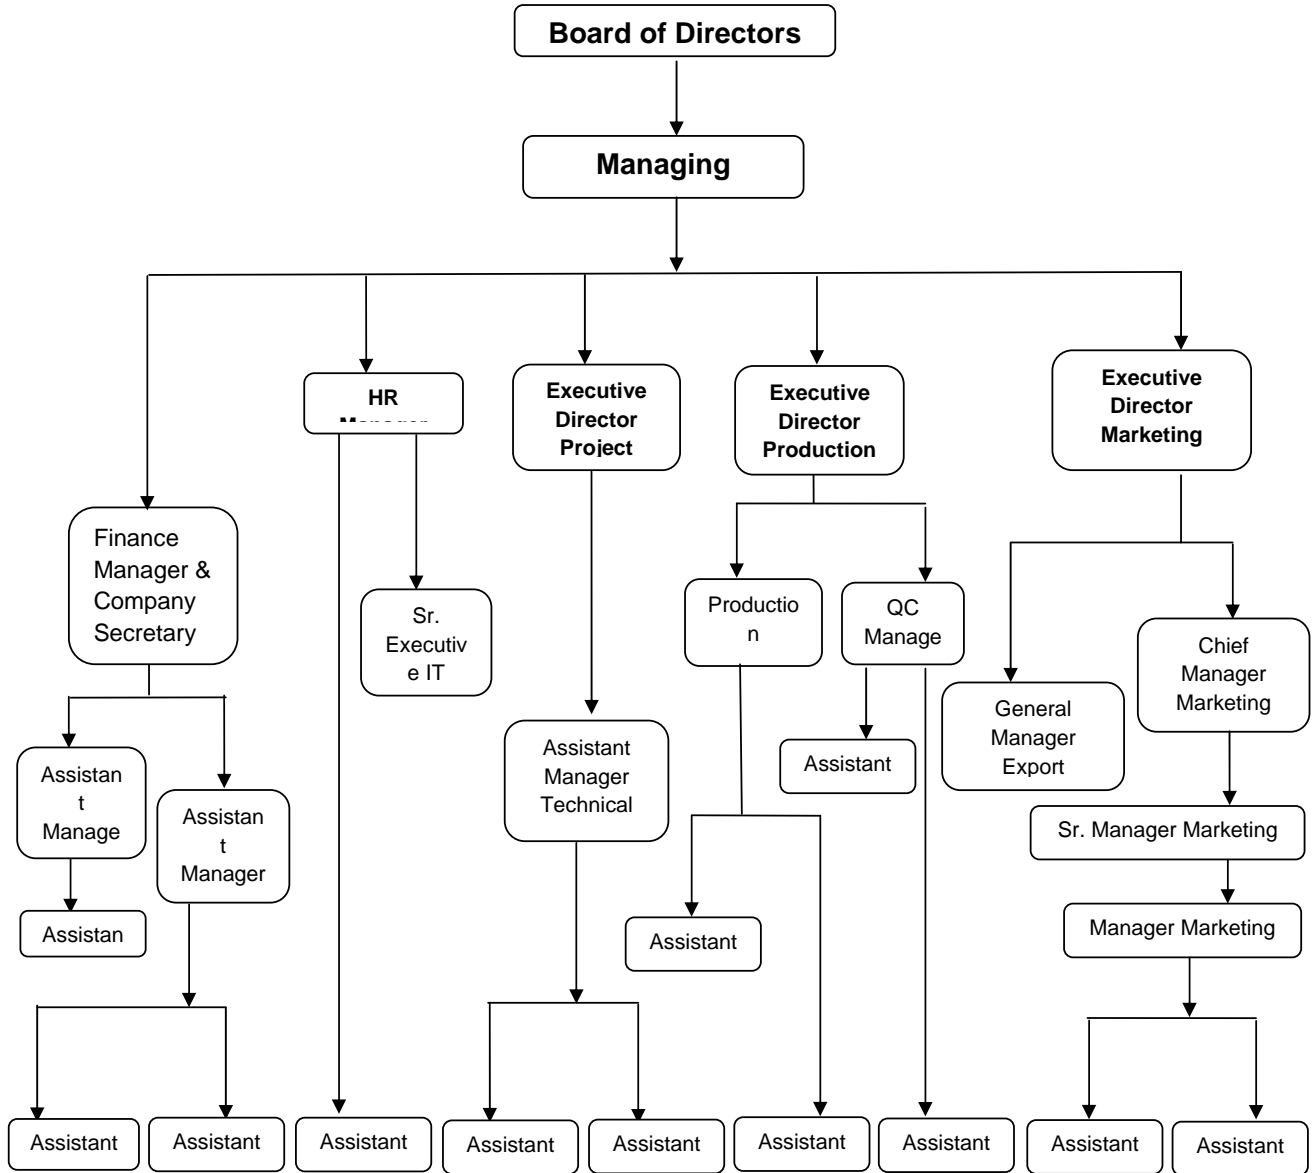 Board of Directors
Managing
HR
Executive
Director
Project
Executive
Director
Production
Executive
Director
Marketing
Finance
Manager &
Company
Secretary
Sr.
Executiv
e IT
Productio
n
QC
Manage
Chief
Manager
Marketing
General
Manager
Export
Assistan
t
Manage
Assistan
t
Manager
Assistant
Manager
Technical
Assistant
Sr. Manager Marketing
Assistan
Assistant
Manager Marketing
Assistant
Assistant
Assistant
Assistant
Assistant
Assistant
Assistant
Assistant
Assistant